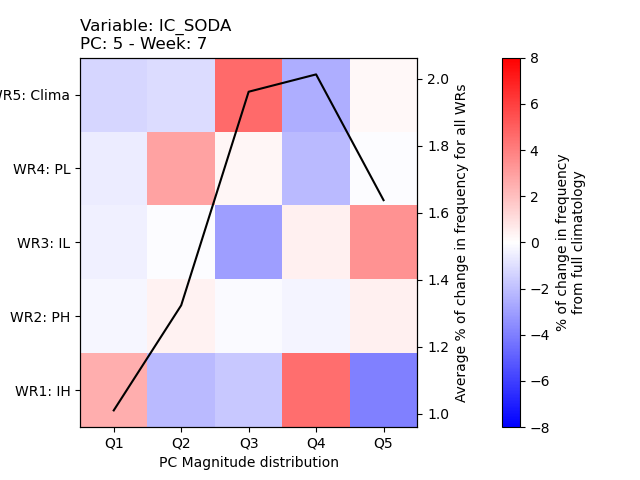 Variable: IC_SODA
PC: 5 - Week: 7
R5: Clima
WR4: PL
WR3: IL
WR2: PH
WR1: IH
Q1 Q2 Q3 Q4 Q5
PC Magnitude distribution
2.0
1.8
1.6
1.4
1.2
1.0
Average % of change in frequency for all WRs
8
6
4
2
0
−2
−4
−6
−8
% of change in frequency
from full climatology